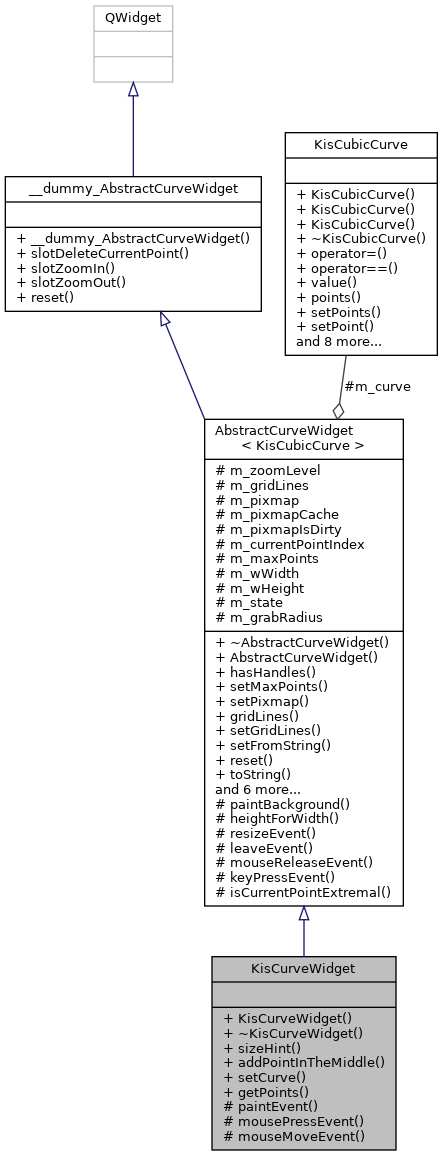 QWidget
__dummy_AbstractCurveWidget
+ __dummy_AbstractCurveWidget()
+ slotDeleteCurrentPoint()
+ slotZoomIn()
+ slotZoomOut()
+ reset()
KisCubicCurve
+ KisCubicCurve()
+ KisCubicCurve()
+ KisCubicCurve()
+ ~KisCubicCurve()
+ operator=()
+ operator==()
+ value()
+ points()
+ setPoints()
+ setPoint()
and 8 more...
#m_curve
AbstractCurveWidget
< KisCubicCurve >
# m_zoomLevel
# m_gridLines
# m_pixmap
# m_pixmapCache
# m_pixmapIsDirty
# m_currentPointIndex
# m_maxPoints
# m_wWidth
# m_wHeight
# m_state
# m_grabRadius
+ ~AbstractCurveWidget()
+ AbstractCurveWidget()
+ hasHandles()
+ setMaxPoints()
+ setPixmap()
+ gridLines()
+ setGridLines()
+ setFromString()
+ reset()
+ toString()
and 6 more...
# paintBackground()
# heightForWidth()
# resizeEvent()
# leaveEvent()
# mouseReleaseEvent()
# keyPressEvent()
# isCurrentPointExtremal()
KisCurveWidget
+ KisCurveWidget()
+ ~KisCurveWidget()
+ sizeHint()
+ addPointInTheMiddle()
+ setCurve()
+ getPoints()
# paintEvent()
# mousePressEvent()
# mouseMoveEvent()